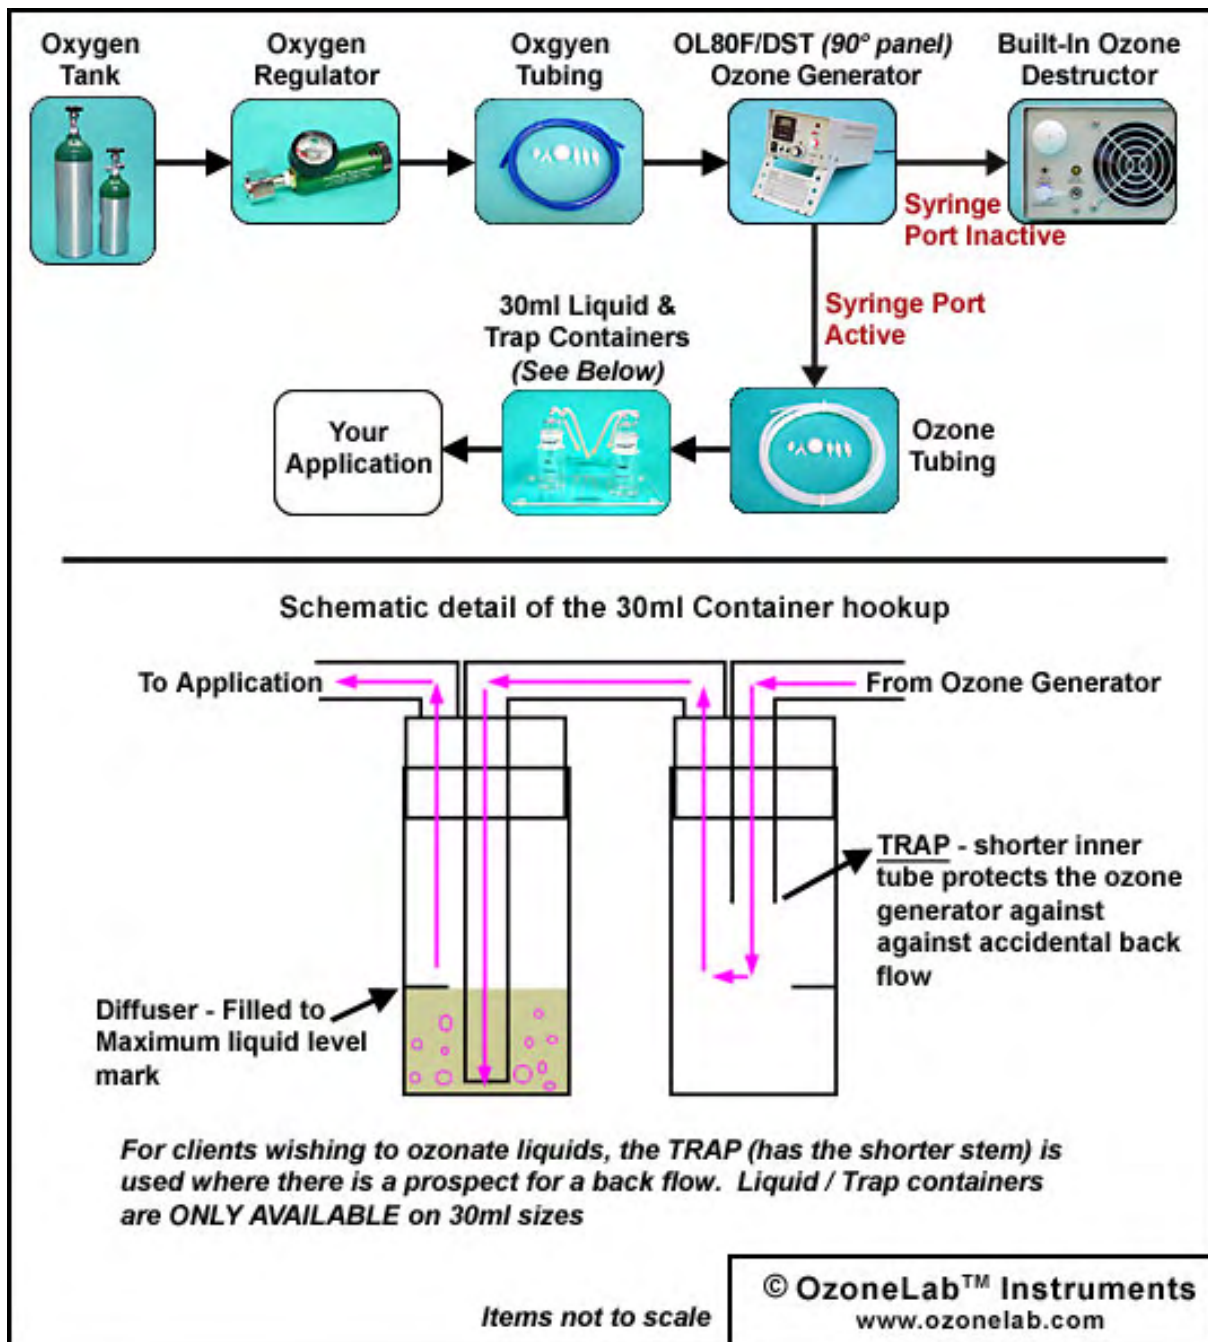 Oxygen
Tank
Oxygen
Regulator
Oxgyen
Tubing
OL80F/DST (90° panel)
Ozone Generator
Built-In Ozone
Destructor
Syringe
Port Inactive
Syringe Port
Active
30ml Liquid &
Trap Containers
(See Below)
Your
Application
Ozone
Tubing
Schematic detail of the 30ml Container hookup
To Application
From Ozone Generator
TRAP - shorter inner
tube protects the ozone
generator against
against accidental back
flow
Diffuser - Filled to
Maximum liquid level
mark
For clients wishing to ozonate liquids, the TRAP (has the shorter stem) is
used where there is a prospect for a back flow.  Liquid / Trap containers
are ONLY AVAILABLE on 30ml sizes
Items not to scale
© OzoneLab™ Instruments
www.ozonelab.com